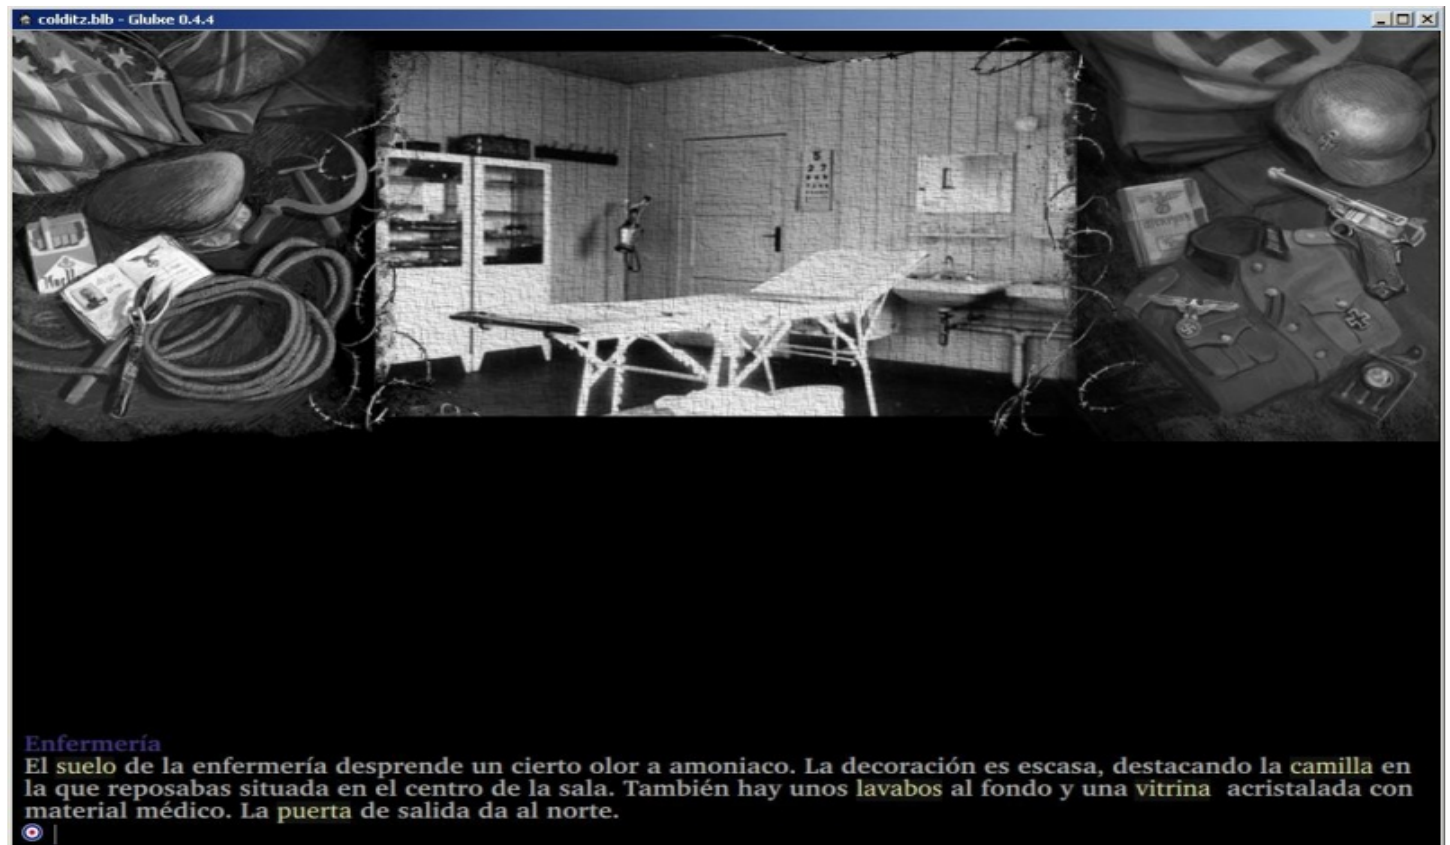 colditz.blb - Glulxe 0.4.4
Enfermería
El suelo de la enfermería desprende un cierto olor a amoniaco. La decoración es escasa, destacando la camilla en
la que reposabas situada en el centro de la sala. También hay unos lavabos al fondo y una vitrina acristalada con
material médico. La puerta de salida da al norte.